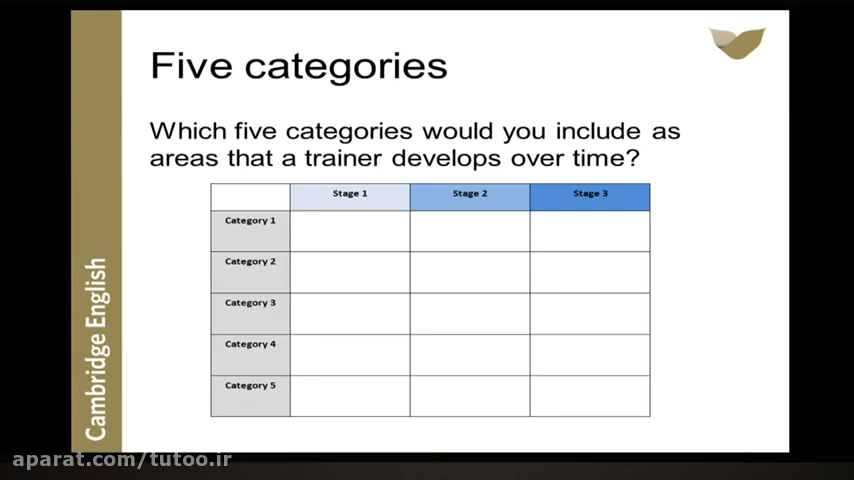 Five categories
Which five categories would you include as
areas that a trainer develops over time?
Stage 1 Stage 2 Stage 3
Category 1
Category 2
Category 3
Category 4
Category 5
Cambridge English
aparat.com/tutoo.ir